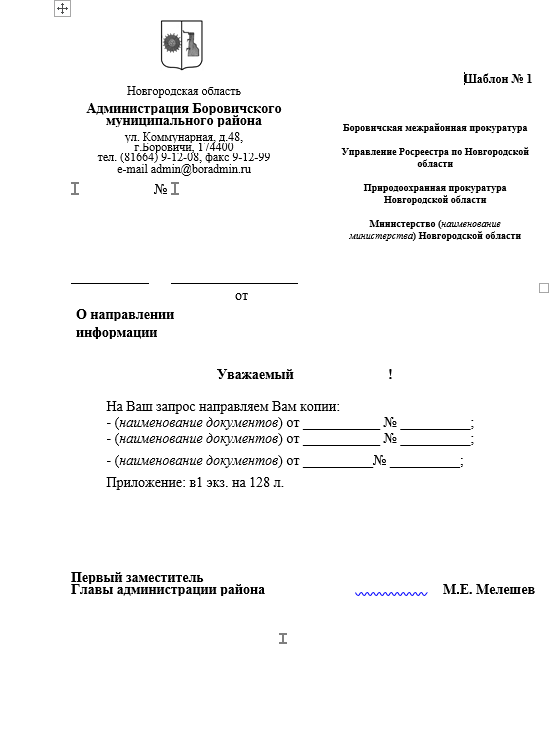 Шаблон № 1
Новгородская область
Администрация Боровичского
муниципального района
ул. Коммунарная, д.48,
г.Боровичи, 174400
тел. (81664) 9-12-08, факс 9-12-99
e-mail admin@boradmin.ru
№
Боровичская межрайонная прокуратура
Управление Росреестра по Новгородской
области
Природоохранная прокуратура
Новгородской области
Министерство (наименование
министерства) Новгородской области
___________ __________________
от
О направлении
информации
Уважаемый !
На Ваш запрос направляем Вам копии:
- (наименование документов) от ___________ № __________;
- (наименование документов) от ___________ № __________;
- (наименование документов) от __________№ __________;
Приложение: в1 экз. на 128 л.
Первый заместитель
Главы администрации района __________ М.Е. Мелешев